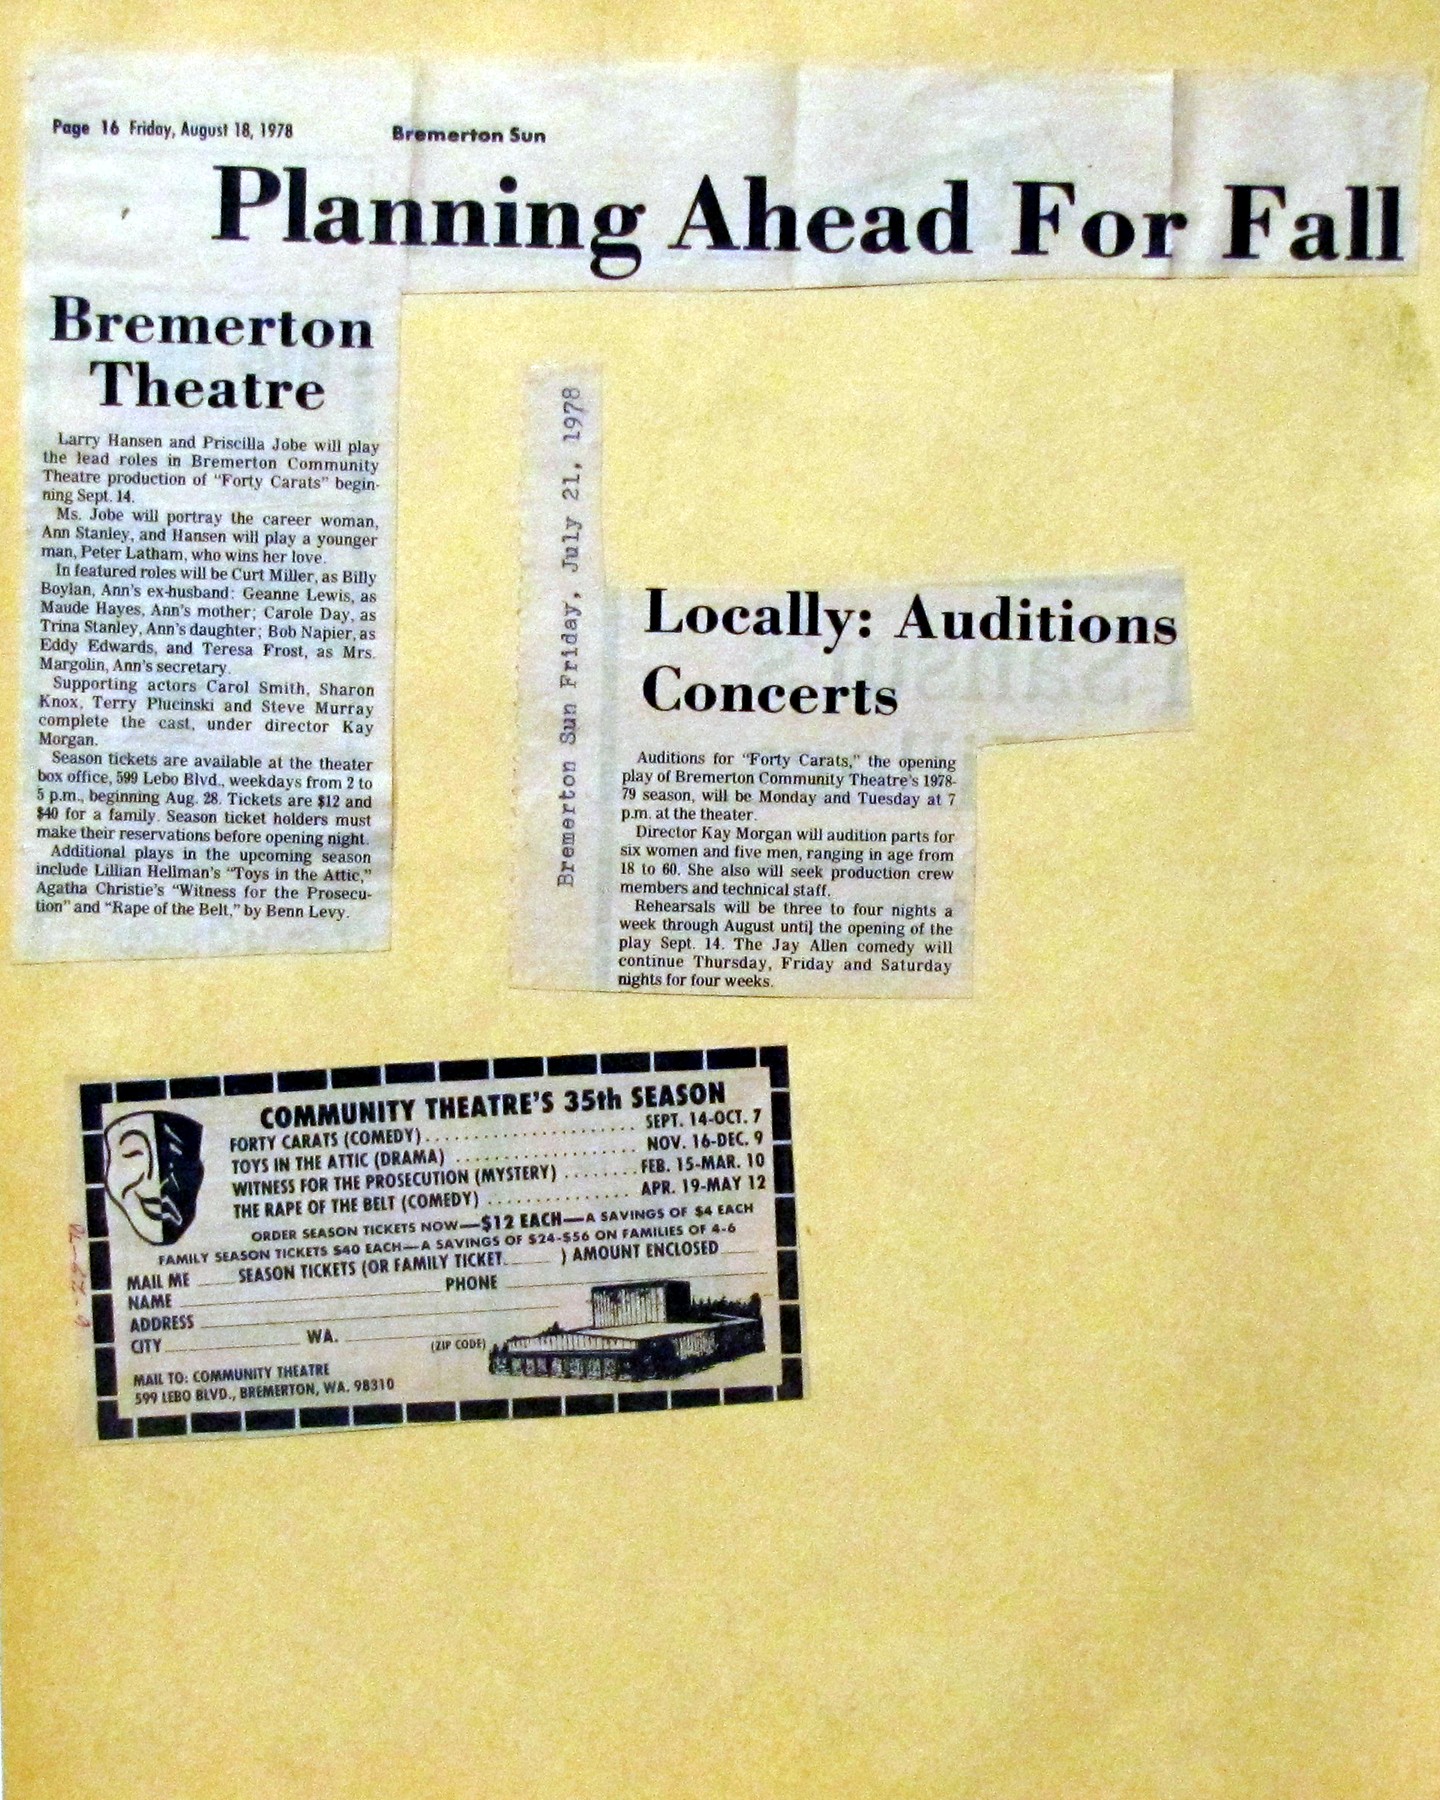 Page 16 Friday, August 18, 1978 Bremerton Sun
Planning Ahead For Fall
Bremerton
Theatre
Larry Hansen and Priscilla Jobe will play
the lead roles in Bremerton Community
Theatre production of “Forty Carats” begin-
ning Sept. 14.
Ms. Jobe will portray the career woman,
Ann Stanley, and Hansen will play a younger
man, Peter Latham, who wins her love.
In featured roles will be Curt Miller, as Billy
Boylan, Ann's ex-husband: Geanne Lewis, as
Maude Hayes, Ann's mother; Carole Day, as
Trina Stanley, Ann's daughter; Bob Napier, as
Eddy Edwards, and Teresa Frost, as Mrs.
Margolin, Ann's secretary.
Supporting actors Carol Smith, Sharon
Knox, Terry Plucinski and Steve Murray
complete the cast, under director Kay
Morgan.
Season tickets are available at the theater
box office, 599 Lebo Blvd., weekdays from 2 to
5 p.m., beginning Aug. 28. Tickets are $12 and
$40 for a family. Season ticket holders must
make their reservations before opening night.
Additional plays in the upcoming season
include Lillian Hellman's “Toys in the Attic,”
Agatha Christie's “Witness for the Prosecu-
tion” and “Rape of the Belt,” by Benn Levy.
Bremerton Sun Friday, July 21, 1978
Locally: Auditions
Concerts
Auditions for “Forty Carats,” the opening
play of Bremerton Community Theatre's 1978-
79 season, will be Monday and Tuesday at 7
p.m. at the theater.
Director Kay Morgan will audition parts for
six women and five men, ranging in age from
18 to 60. She also will seek production crew
members and technical staff.
Rehearsals will be three to four nights a
week through August until the opening of the
play Sept. 14. The Jay Allen comedy will
continue Thursday, Friday and Saturday
nights for four weeks.
COMMUNITY THEATRE'S 35th SEASON
FORTY CARATS (COMEDY) SEPT. 14-OCT. 7
TOYS IN THE ATTIC (DRAMA) NOV. 16-DEC. 9
WITNESS FOR THE PROSECUTION (MYSTERY) FEB. 15-MAR. 10
THE RAPE OF THE BELT (COMEDY) APR. 19-MAY 12
ORDER SEASON TICKETS NOW—$12 EACH—A SAVINGS OF $4 EACH
FAMILY SEASON TICKETS $40 EACH—A SAVINGS OF $24-$56 ON FAMILIES OF 4-6
MAIL ME ____ SEASON TICKETS (OR FAMILY TICKET ____ ) AMOUNT ENCLOSED ____
NAME ____ PHONE ____
ADDRESS ____
CITY ____ WA. ____ (ZIP CODE)
MAIL TO: COMMUNITY THEATRE
599 LEBO BLVD., BREMERTON, WA. 98310